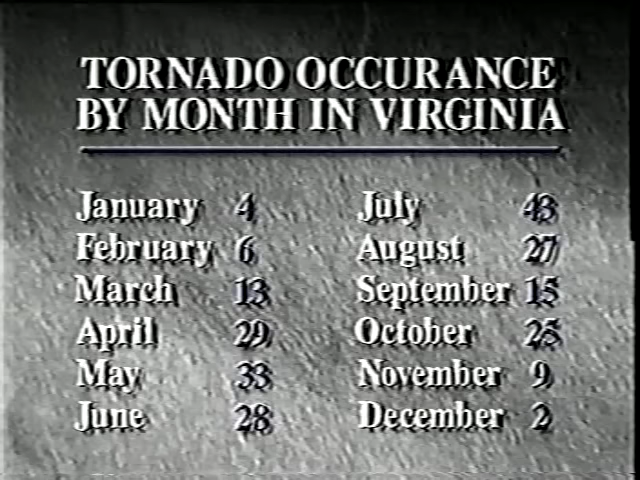 TORNADO OCCURANCE
BY MONTH IN VIRGINIA
January 4
February 6
March 13
April 29
May 33
June 28
July 43
August 27
September 15
October 25
November 9
December 2